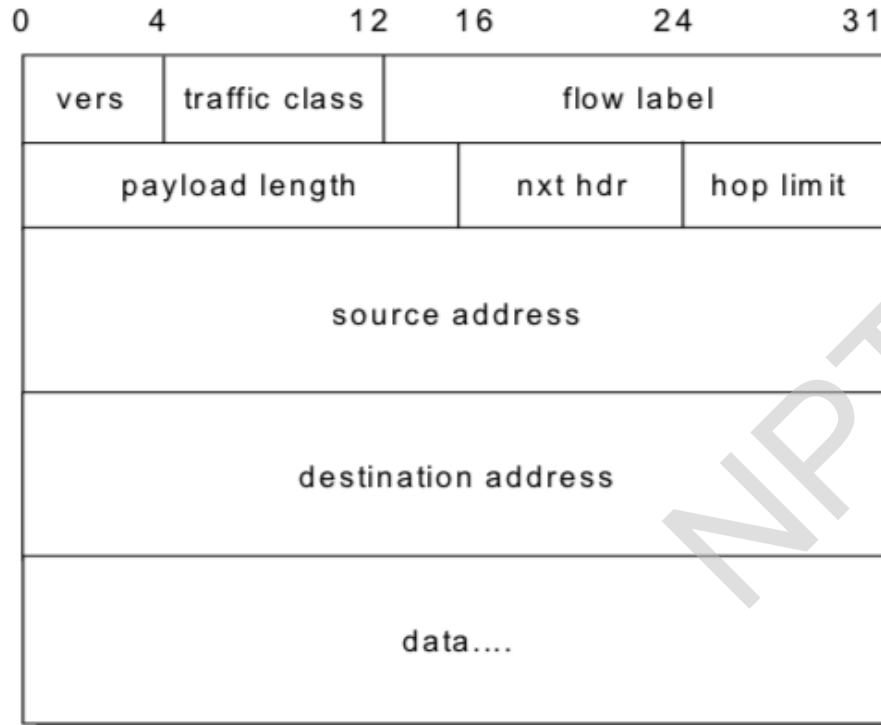 0 4 12 16 24 31
vers traffic class flow label
payload length nxt hdr hop limit
source address
destination address
data....
NPT